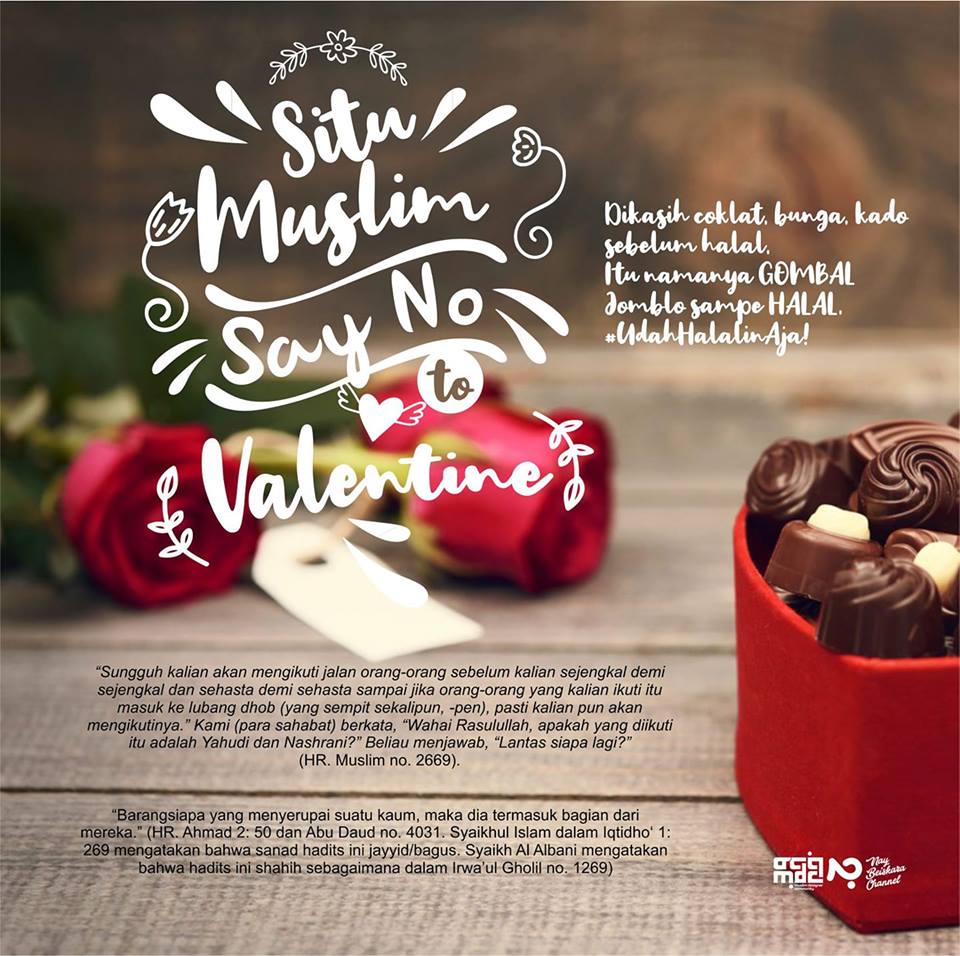 Situ
Muslim
Say No
to
Valentine
Dikasih coklat, bunga, kado
sebelum halal,
Itu namanya GOMBAL
Jomblo sampe HALAL.
#UdahHalalinAja!
“Sungguh kalian akan mengikuti jalan orang-orang sebelum kalian sejengkal demi
sejengkal dan sehasta demi sehasta sampai jika orang-orang yang kalian ikuti itu
masuk ke lubang dhob (yang sempit sekalipun, -pen), pasti kalian pun akan
mengikutinya.” Kami (para sahabat) berkata, “Wahai Rasulullah, apakah yang diikuti
itu adalah Yahudi dan Nashrani?” Beliau menjawab, “Lantas siapa lagi?”
(HR. Muslim no. 2669).
“Barangsiapa yang menyerupai suatu kaum, maka dia termasuk bagian dari
mereka.” (HR. Ahmad 2: 50 dan Abu Daud no. 4031. Syaikhul Islam dalam Iqtidho‘ 1:
269 mengatakan bahwa sanad hadits ini jayyid/bagus. Syaikh Al Albani mengatakan
bahwa hadits ini shahih sebagaimana dalam Irwa’ul Gholil no. 1269)
Nay
Beiskara
Channel